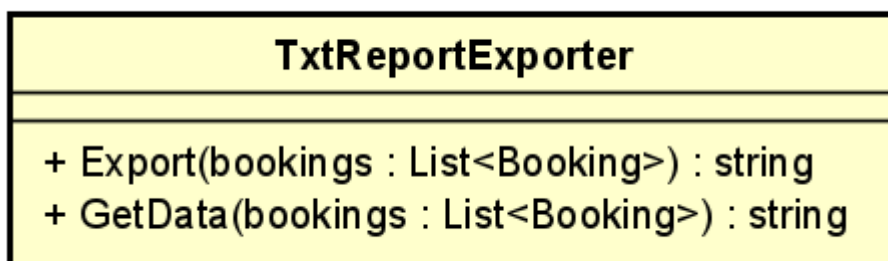 TxtReportExporter
+ Export(bookings : List<Booking>) : string
+ GetData(bookings : List<Booking>) : string